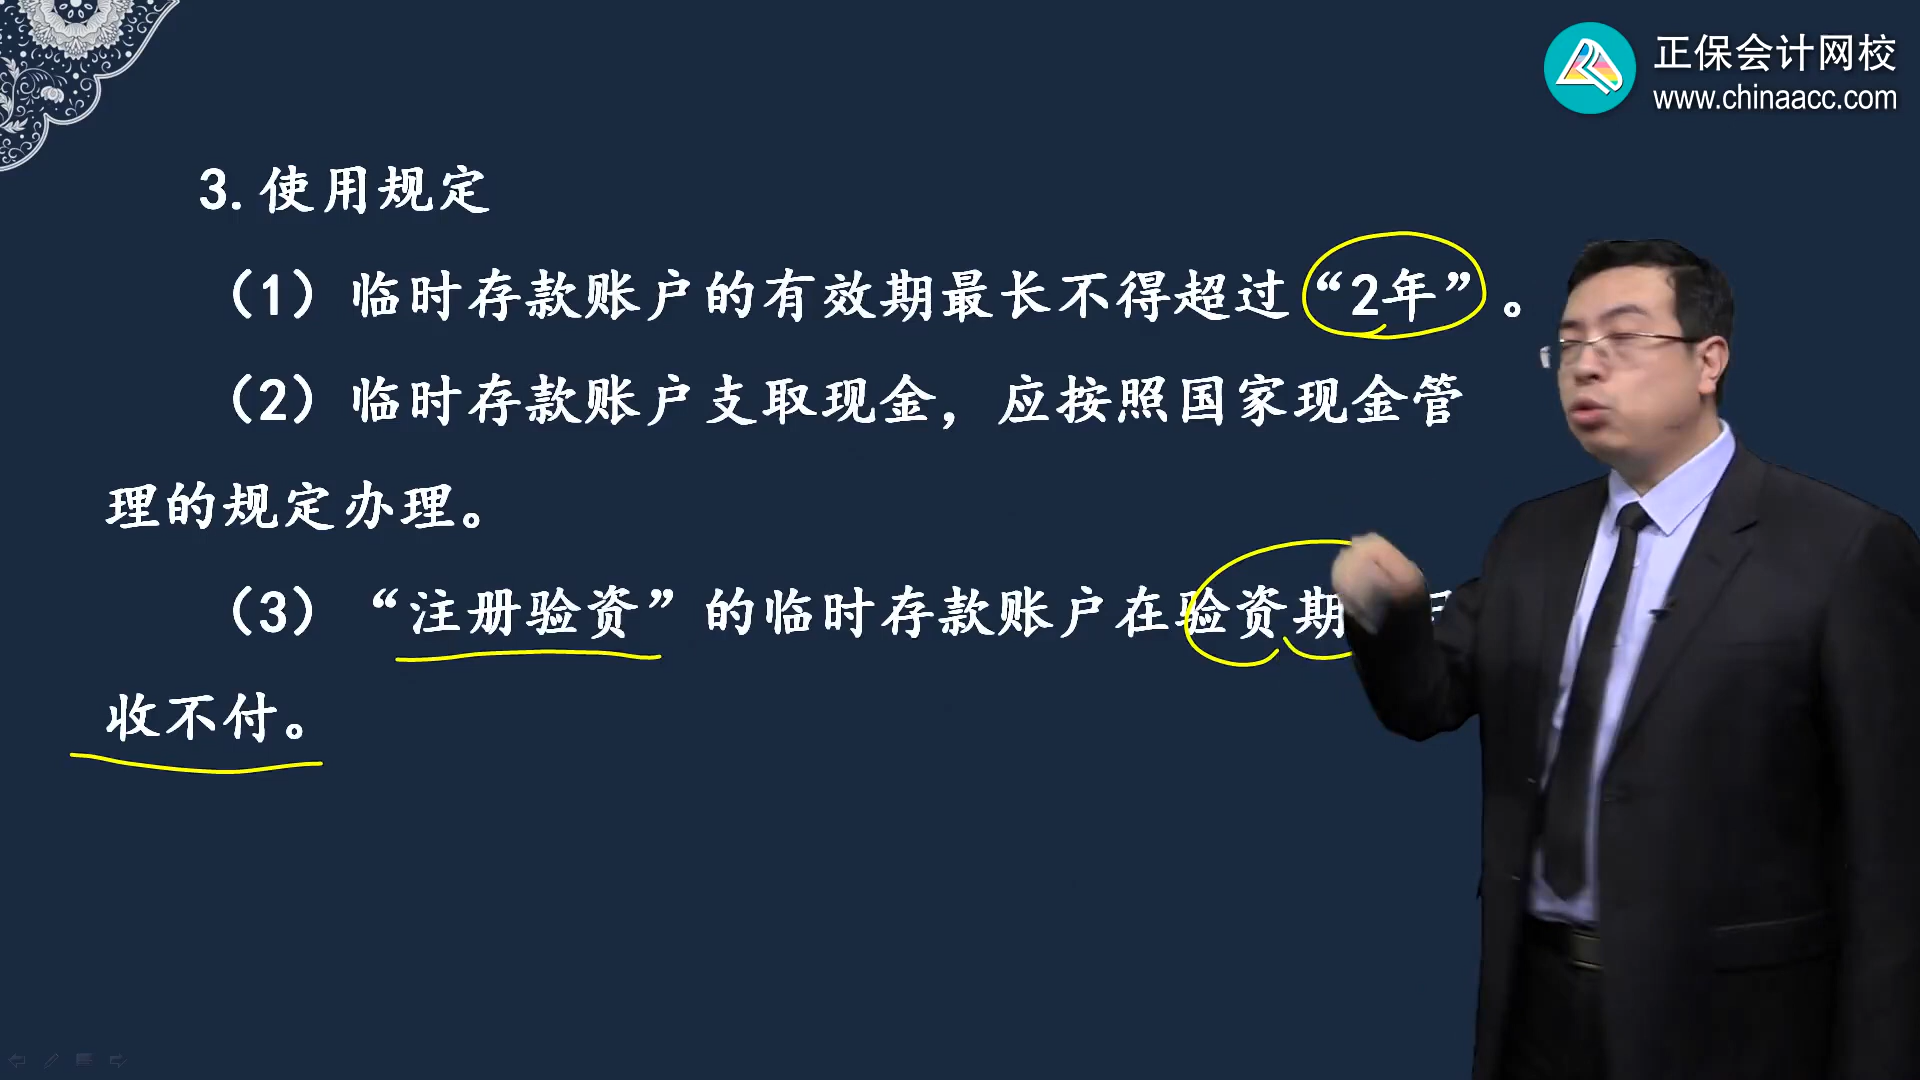 正保会计网校
www.chinaacc.com
3.使用规定
（1）临时存款账户的有效期最长不得超过“2年”。
（2）临时存款账户支取现金，应按照国家现金管
理的规定办理。
（3）“注册验资”的临时存款账户在验资期
收不付。